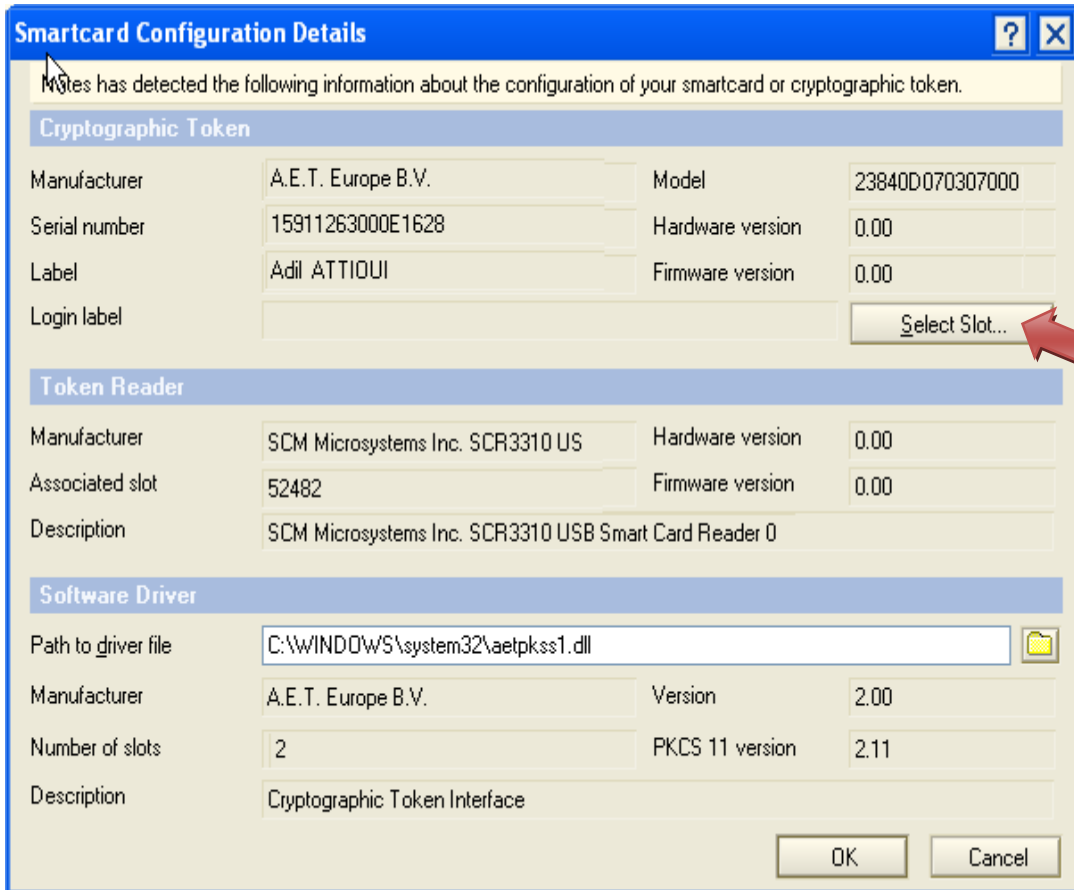 Smartcard Configuration Details
Notes has detected the following information about the configuration of your smartcard or cryptographic token.
Cryptographic Token
Manufacturer A.E.T. Europe B.V. Model 23840D070307000
Serial number 15911263000E1628 Hardware version 0.00
Label Adil ATTIOUI Firmware version 0.00
Login label Select Slot...
Token Reader
Manufacturer SCM Microsystems Inc. SCR3310 US Hardware version 0.00
Associated slot 52482 Firmware version 0.00
Description SCM Microsystems Inc. SCR3310 USB Smart Card Reader 0
Software Driver
Path to driver file C:\WINDOWS\system32\aetpkss1.dll
Manufacturer A.E.T. Europe B.V. Version 2.00
Number of slots 2 PKCS 11 version 2.11
Description Cryptographic Token Interface
OK Cancel